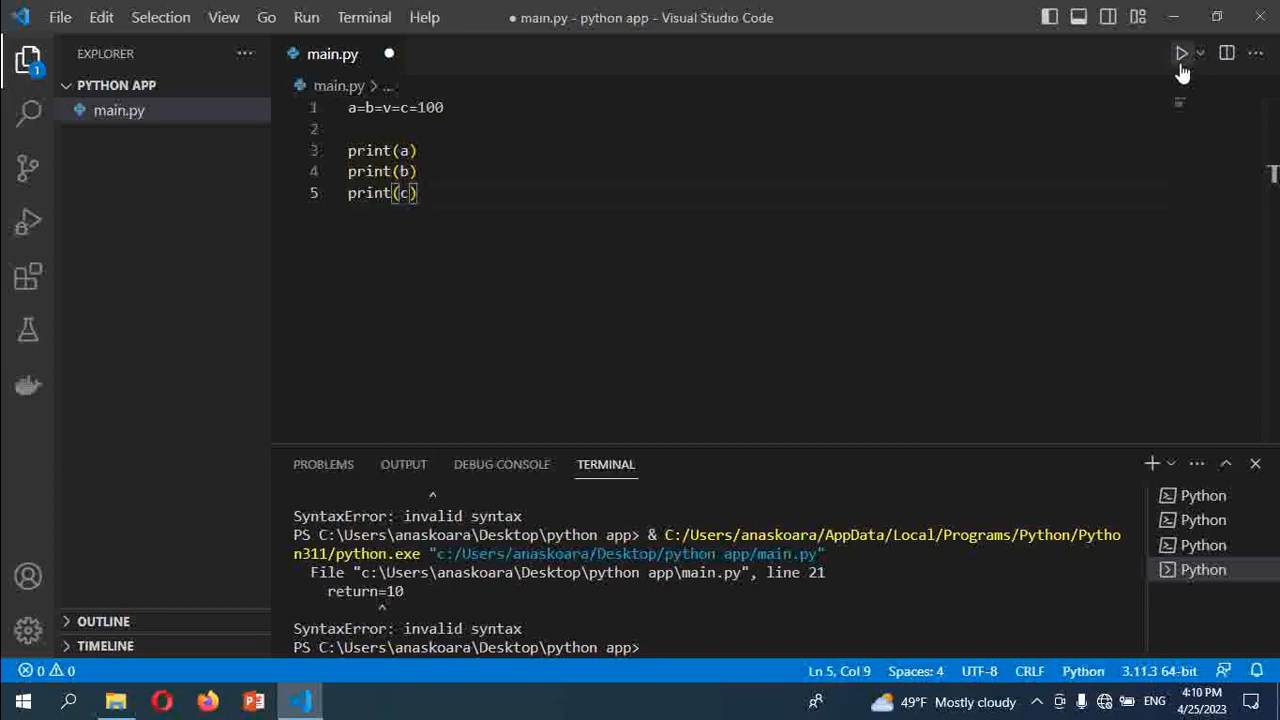 File Edit Selection View Go Run Terminal Help
● main.py - python app - Visual Studio Code
EXPLORER
PYTHON APP
main.py
1
OUTLINE
TIMELINE
main.py
main.py > ...
1 a=b=v=c=100
2
3 print(a)
4 print(b)
5 print(c)
PROBLEMS OUTPUT DEBUG CONSOLE TERMINAL
^
SyntaxError: invalid syntax
PS C:\Users\anaskoara\Desktop\python app> & C:/Users/anaskoara/AppData/Local/Programs/Python/Pytho
n311/python.exe "c:/Users/anaskoara/Desktop/python app/main.py"
File "c:\Users\anaskoara\Desktop\python app\main.py", line 21
return=10
^
SyntaxError: invalid syntax
PS C:\Users\anaskoara\Desktop\python app>
Python
Python
Python
Python
0 0
Ln 5, Col 9 Spaces: 4 UTF-8 CRLF Python 3.11.3 64-bit
49°F Mostly cloudy ENG
4:10 PM
4/25/2023